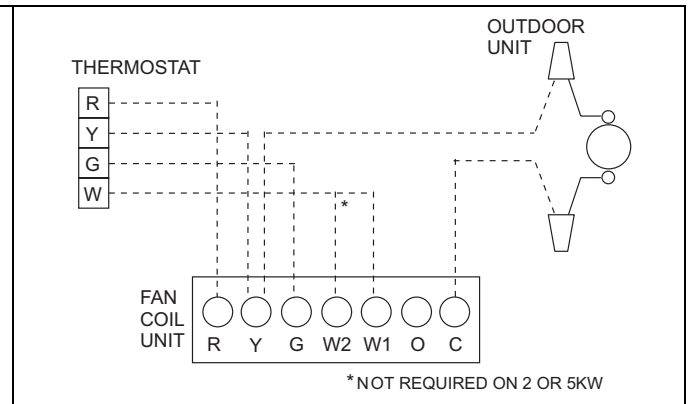 OUTDOOR
UNIT
THERMOSTAT
R
Y
G
W
*
FAN
COIL
UNIT
R Y G W2 W1 O C
*NOT REQUIRED ON 2 OR 5KW